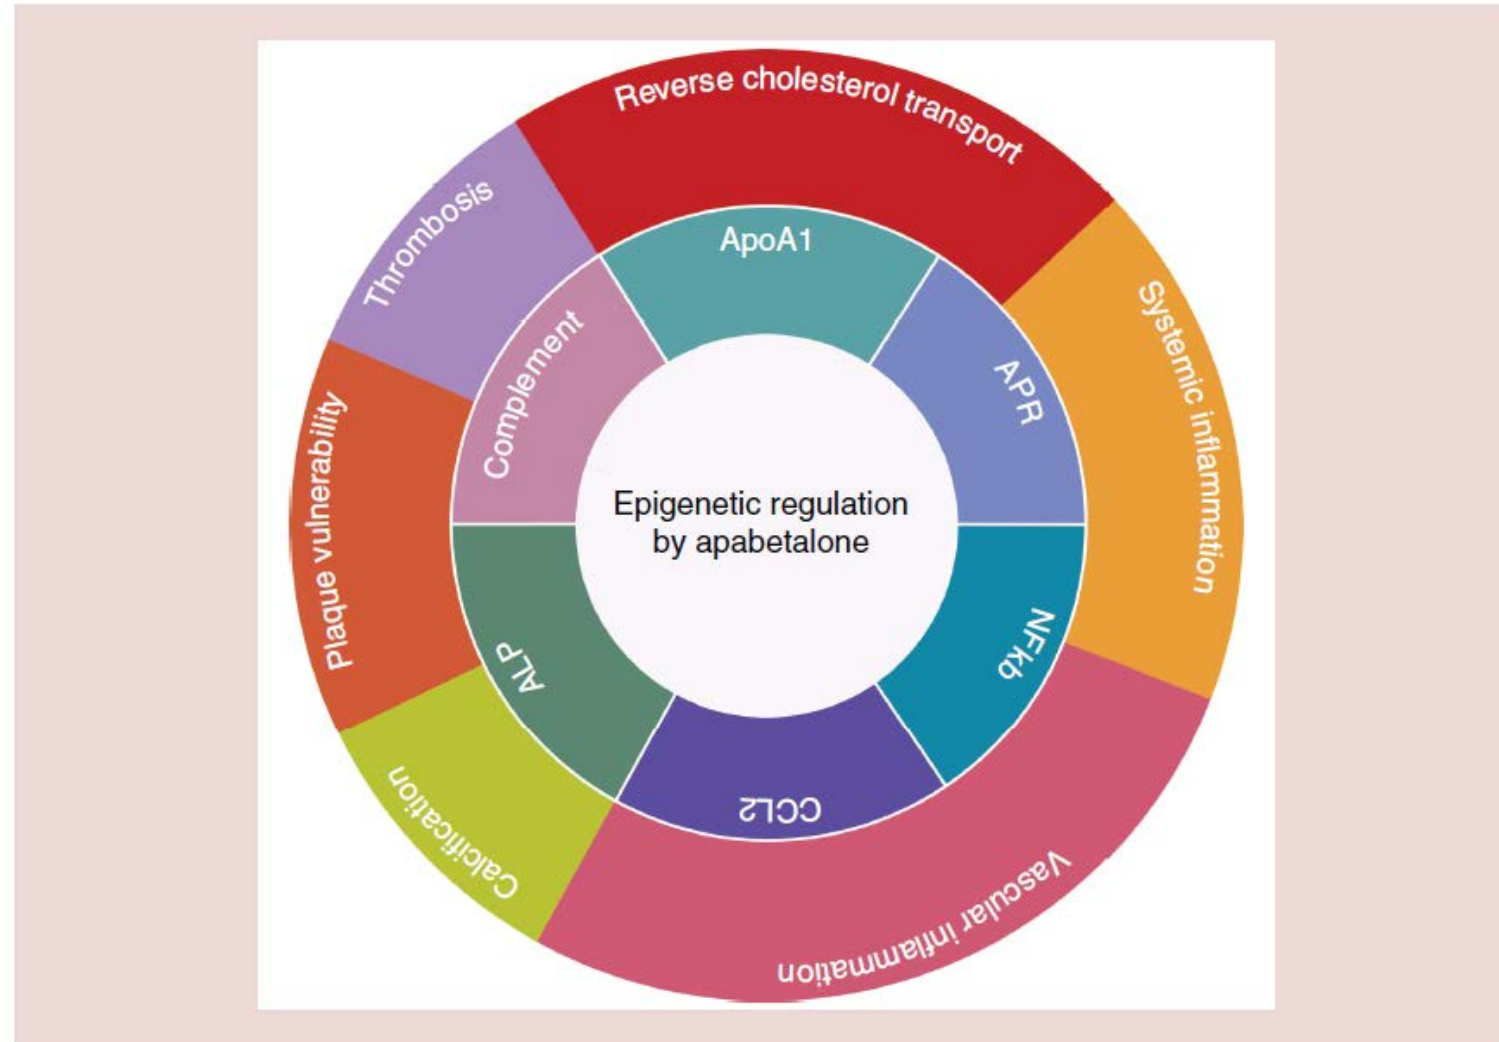 Reverse cholesterol transport
Systemic inflammation
Vascular inflammation
Calcification
Plaque vulnerability
Thrombosis
ApoA1
APR
NFkb
CCL2
ALP
Complement
Epigenetic regulation
by apabetalone